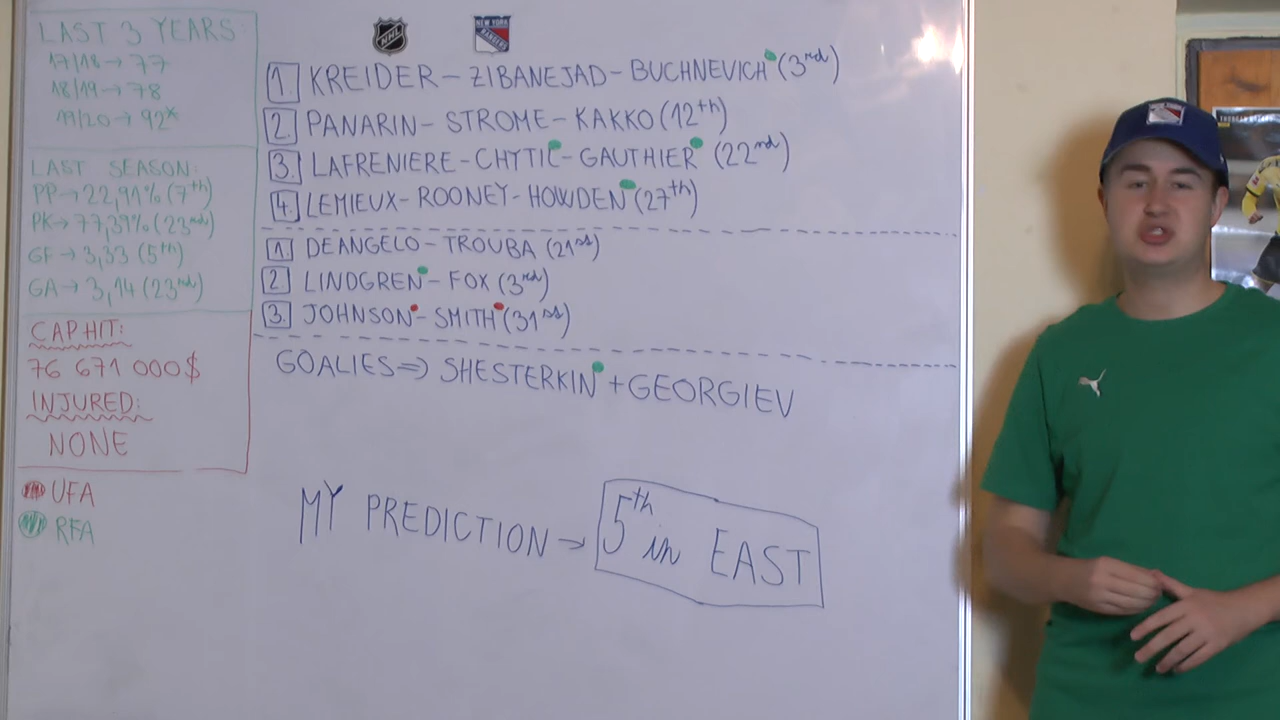 LAST 3 YEARS
17/18→77
18/19→78
19/20→92*
LAST SEASON:
PP→22,91% (7th)
PK→77,39% (23rd)
GF→3,33 (5th)
GA→3,14 (23rd)
CAP HIT:
76 671 000$
INJURED:
NONE
UFA
RFA
NHL
NEW YORK
RANGERS
1. KREIDER-ZIBANEJAD-BUCHNEVICH (3rd)
2. PANARIN-STROME-KAKKO (12th)
3. LAFRENIERE-CHYTIL-GAUTHIER (22nd)
4. LEMIEUX-ROONEY-HOWDEN (27th)
1. DEANGELO-TROUBA (21st)
2. LINDGREN-FOX (3rd)
3. JOHNSON-SMITH (31st)
GOALIES⇒SHESTERKIN+GEORGIEV
MY PREDICTION→5th in EAST